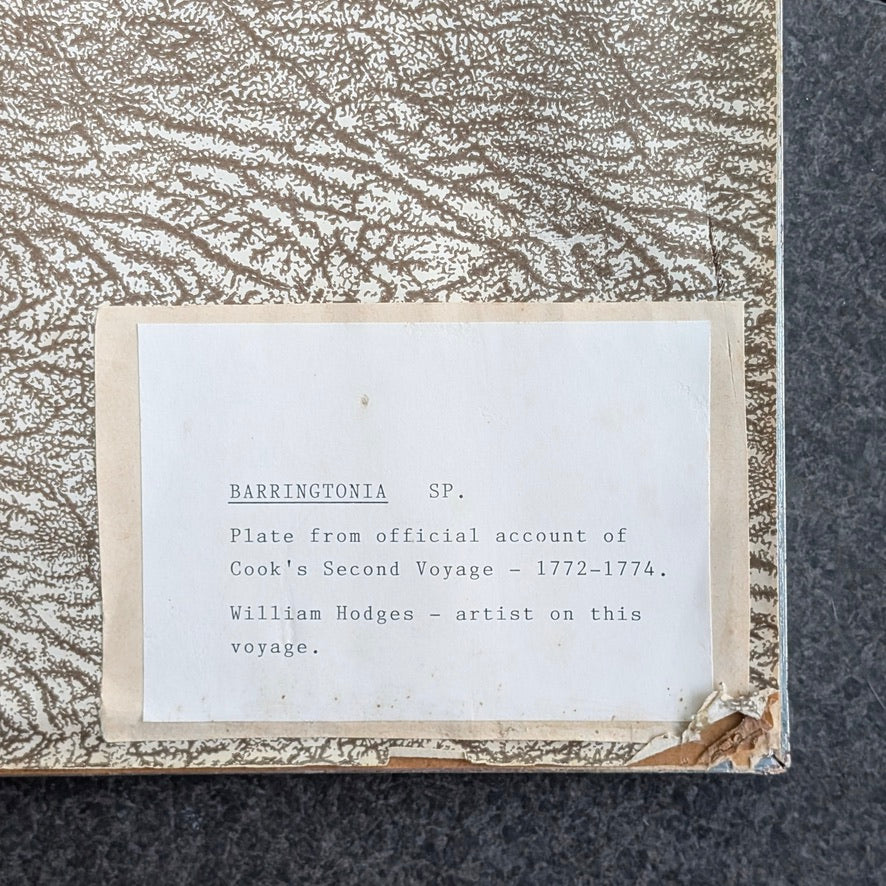 BARRINGTONIA SP.
Plate from official account of
Cook's Second Voyage – 1772–1774.
William Hodges – artist on this
voyage.